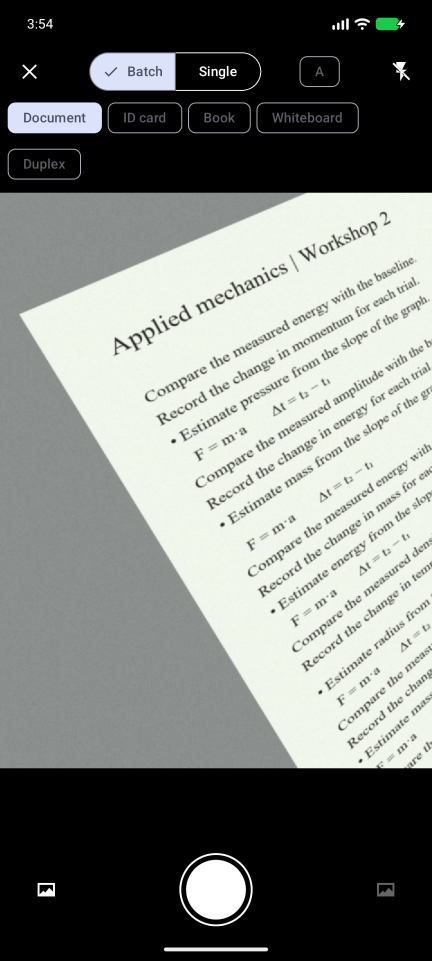 3:54
Batch
Single
A
Document
ID card
Book
Whiteboard
Duplex
Applied mechanics | Workshop 2
Compare the measured energy with the baseline.
Record the change in momentum for each trial.
• Estimate pressure from the slope of the graph.
F = m·a Δt = t₂ − t₁
Compare the measured amplitude with the
Record the change in energy for each trial.
• Estimate mass from the slope of the
F = m·a Δt = t₂ − t₁
Compare the measured energy with
Record the change in mass for
• Estimate energy from the
F = m·a Δt = t₂ − t₁
Compare the measured
Record the change in
• Estimate radius from
F = m·a Δt = t₂
Compare the
Record the
• Estimate
F = m·a